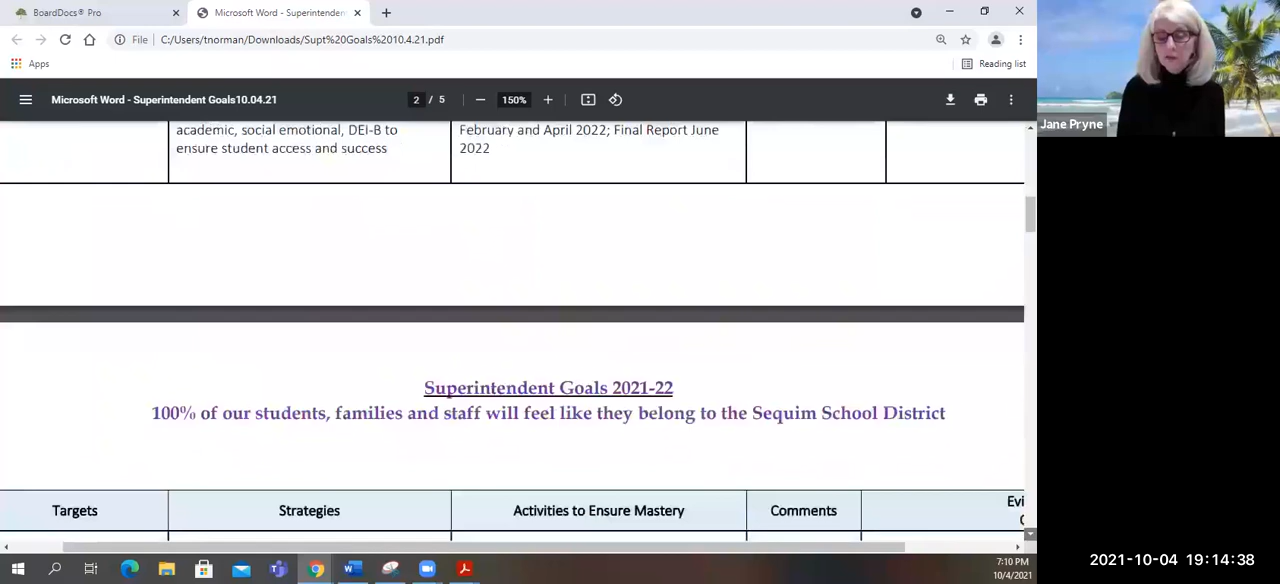 BoardDocs® Pro
Microsoft Word - Superintenden
File
C:/Users/tnorman/Downloads/Supt%20Goals%2010.4.21.pdf
Apps
Reading list
Microsoft Word - Superintendent Goals10.04.21
2 / 5
150%
Jane Pryne
academic, social emotional, DEI-B to
ensure student access and success
February and April 2022; Final Report June
2022
Superintendent Goals 2021-22
100% of our students, families and staff will feel like they belong to the Sequim School District
Targets
Strategies
Activities to Ensure Mastery
Comments
Evi
7:10 PM
10/4/2021
2021-10-04 19:14:38